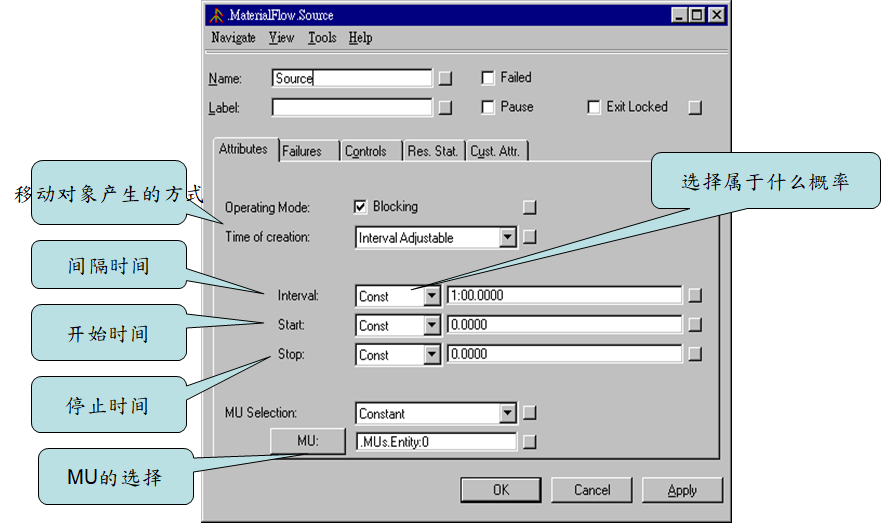 .MaterialFlow.Source
Navigate View Tools Help
Name: Source Failed
Label: Pause Exit Locked
Attributes Failures Controls Res. Stat. Cust. Attr.
移动对象产生的方式
选择属于什么概率
Operating Mode: Blocking
Time of creation: Interval Adjustable
间隔时间
Interval: Const 1:00.0000
开始时间
Start: Const 0.0000
Stop: Const 0.0000
停止时间
MU Selection: Constant
MU: .MUs.Entity:0
MU的选择
OK Cancel Apply